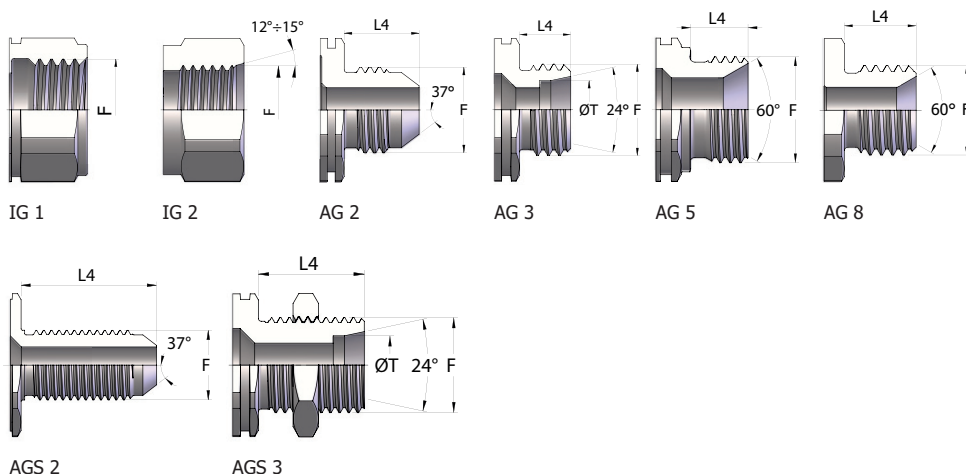 12°÷15°
F
F
L4
37°
F
L4
ØT
24°
F
L4
60°
F
L4
60°
F
IG 1
IG 2
AG 2
AG 3
AG 5
AG 8
L4
37°
F
L4
ØT
24°
F
AGS 2
AGS 3